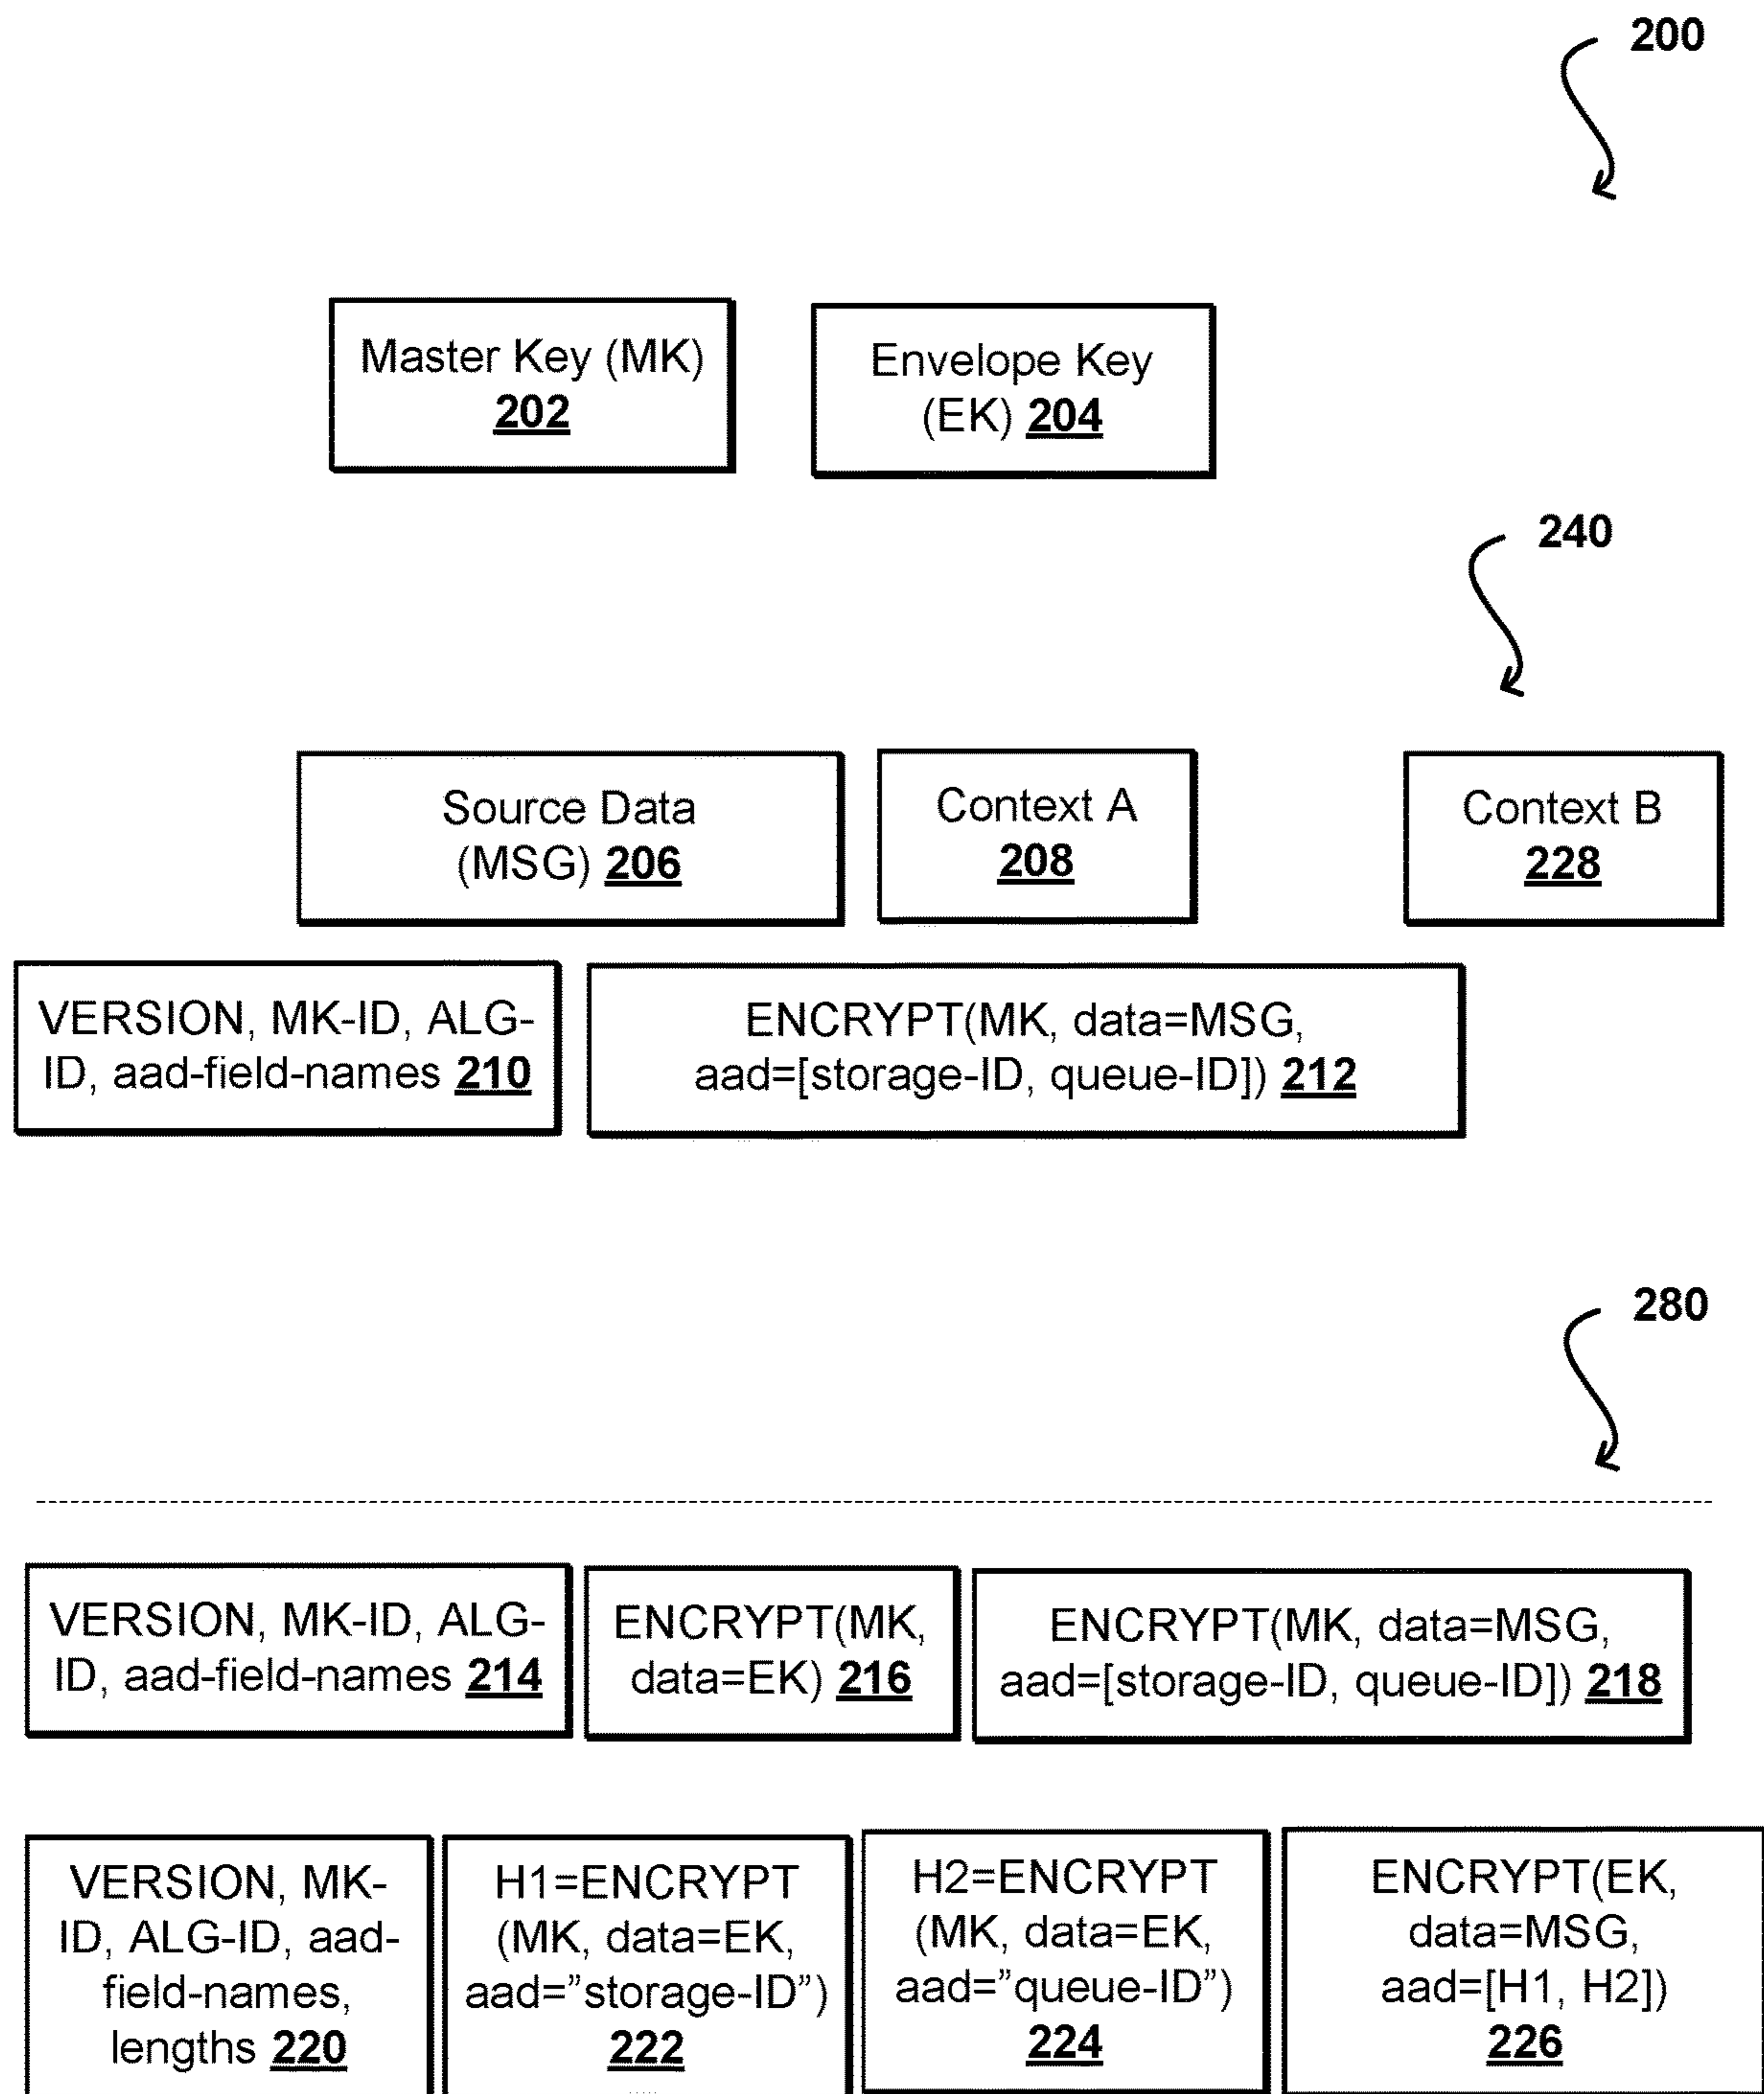 200
Master Key (MK)
202
Envelope Key
(EK) 204
240
Source Data
(MSG) 206
Context A
208
Context B
228
VERSION, MK-ID, ALG-
ID, aad-field-names 210
ENCRYPT(MK, data=MSG,
aad=[storage-ID, queue-ID]) 212
280
VERSION, MK-ID, ALG-
ID, aad-field-names 214
ENCRYPT(MK,
data=EK) 216
ENCRYPT(MK, data=MSG,
aad=[storage-ID, queue-ID]) 218
VERSION, MK-
ID, ALG-ID, aad-
field-names,
lengths 220
H1=ENCRYPT
(MK, data=EK,
aad=”storage-ID”)
222
H2=ENCRYPT
(MK, data=EK,
aad=”queue-ID”)
224
ENCRYPT(EK,
data=MSG,
aad=[H1, H2])
226